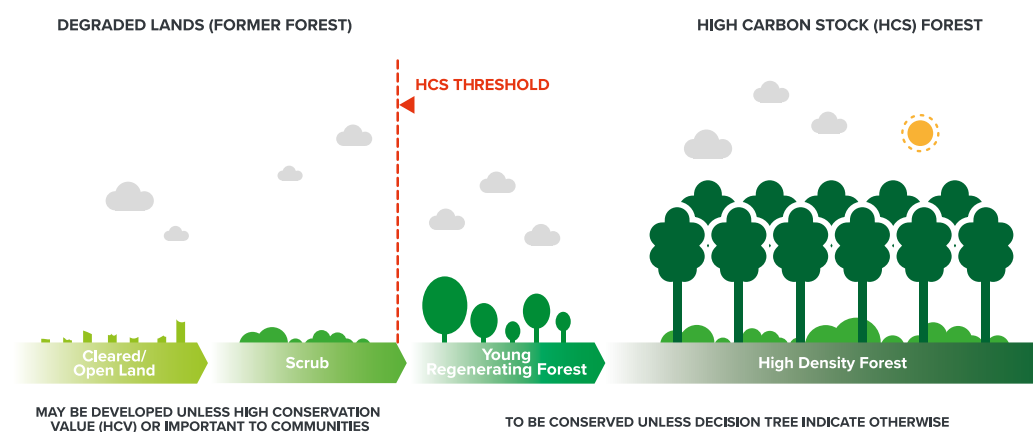 DEGRADED LANDS (FORMER FOREST)
HIGH CARBON STOCK (HCS) FOREST
HCS THRESHOLD
Cleared/
Open Land
Scrub
Young
Regenerating Forest
High Density Forest
MAY BE DEVELOPED UNLESS HIGH CONSERVATION
VALUE (HCV) OR IMPORTANT TO COMMUNITIES
TO BE CONSERVED UNLESS DECISION TREE INDICATE OTHERWISE